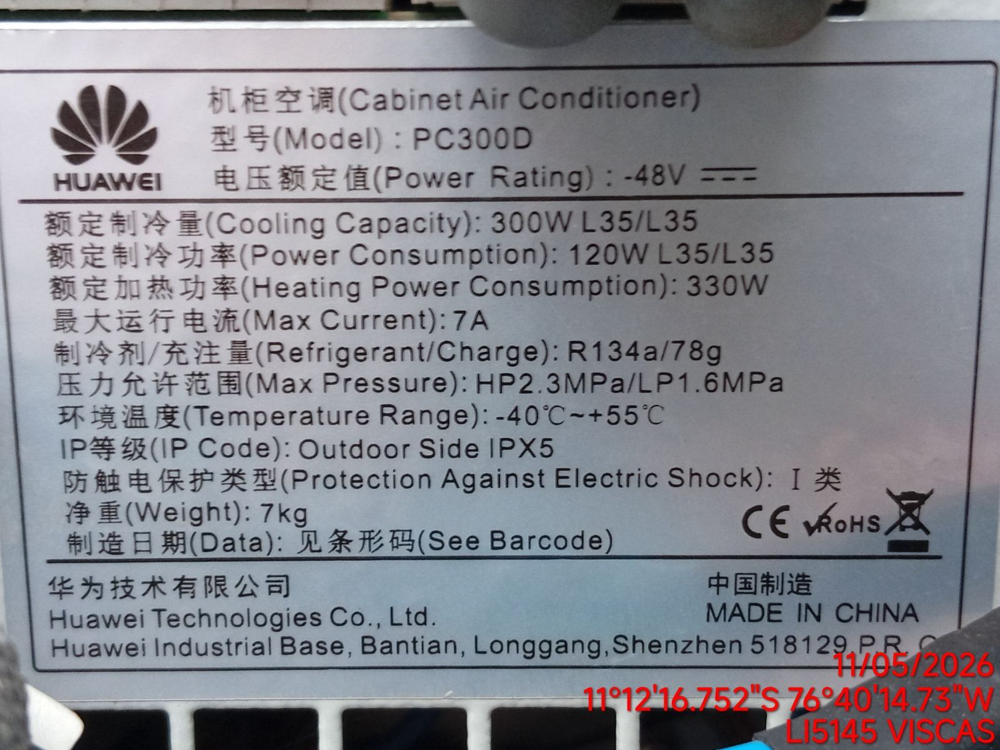 HUAWEI
机柜空调(Cabinet Air Conditioner)
型号(Model) : PC300D
电压额定值(Power Rating) : -48V
额定制冷量(Cooling Capacity): 300W L35/L35
额定制冷功率(Power Consumption): 120W L35/L35
额定加热功率(Heating Power Consumption): 330W
最大运行电流(Max Current): 7A
制冷剂/充注量(Refrigerant/Charge): R134a/78g
压力允许范围(Max Pressure): HP2.3MPa/LP1.6MPa
环境温度(Temperature Range): -40℃~+55℃
IP等级(IP Code): Outdoor Side IPX5
防触电保护类型(Protection Against Electric Shock): I 类
净重(Weight): 7kg
制造日期(Data): 见条形码(See Barcode)
CE RoHS
华为技术有限公司
中国制造
Huawei Technologies Co., Ltd.
MADE IN CHINA
Huawei Industrial Base, Bantian, Longgang,Shenzhen 518129,P.R.
11/05/2026
11°12'16.752"S 76°40'14.73"W
LI5145 VISCAS